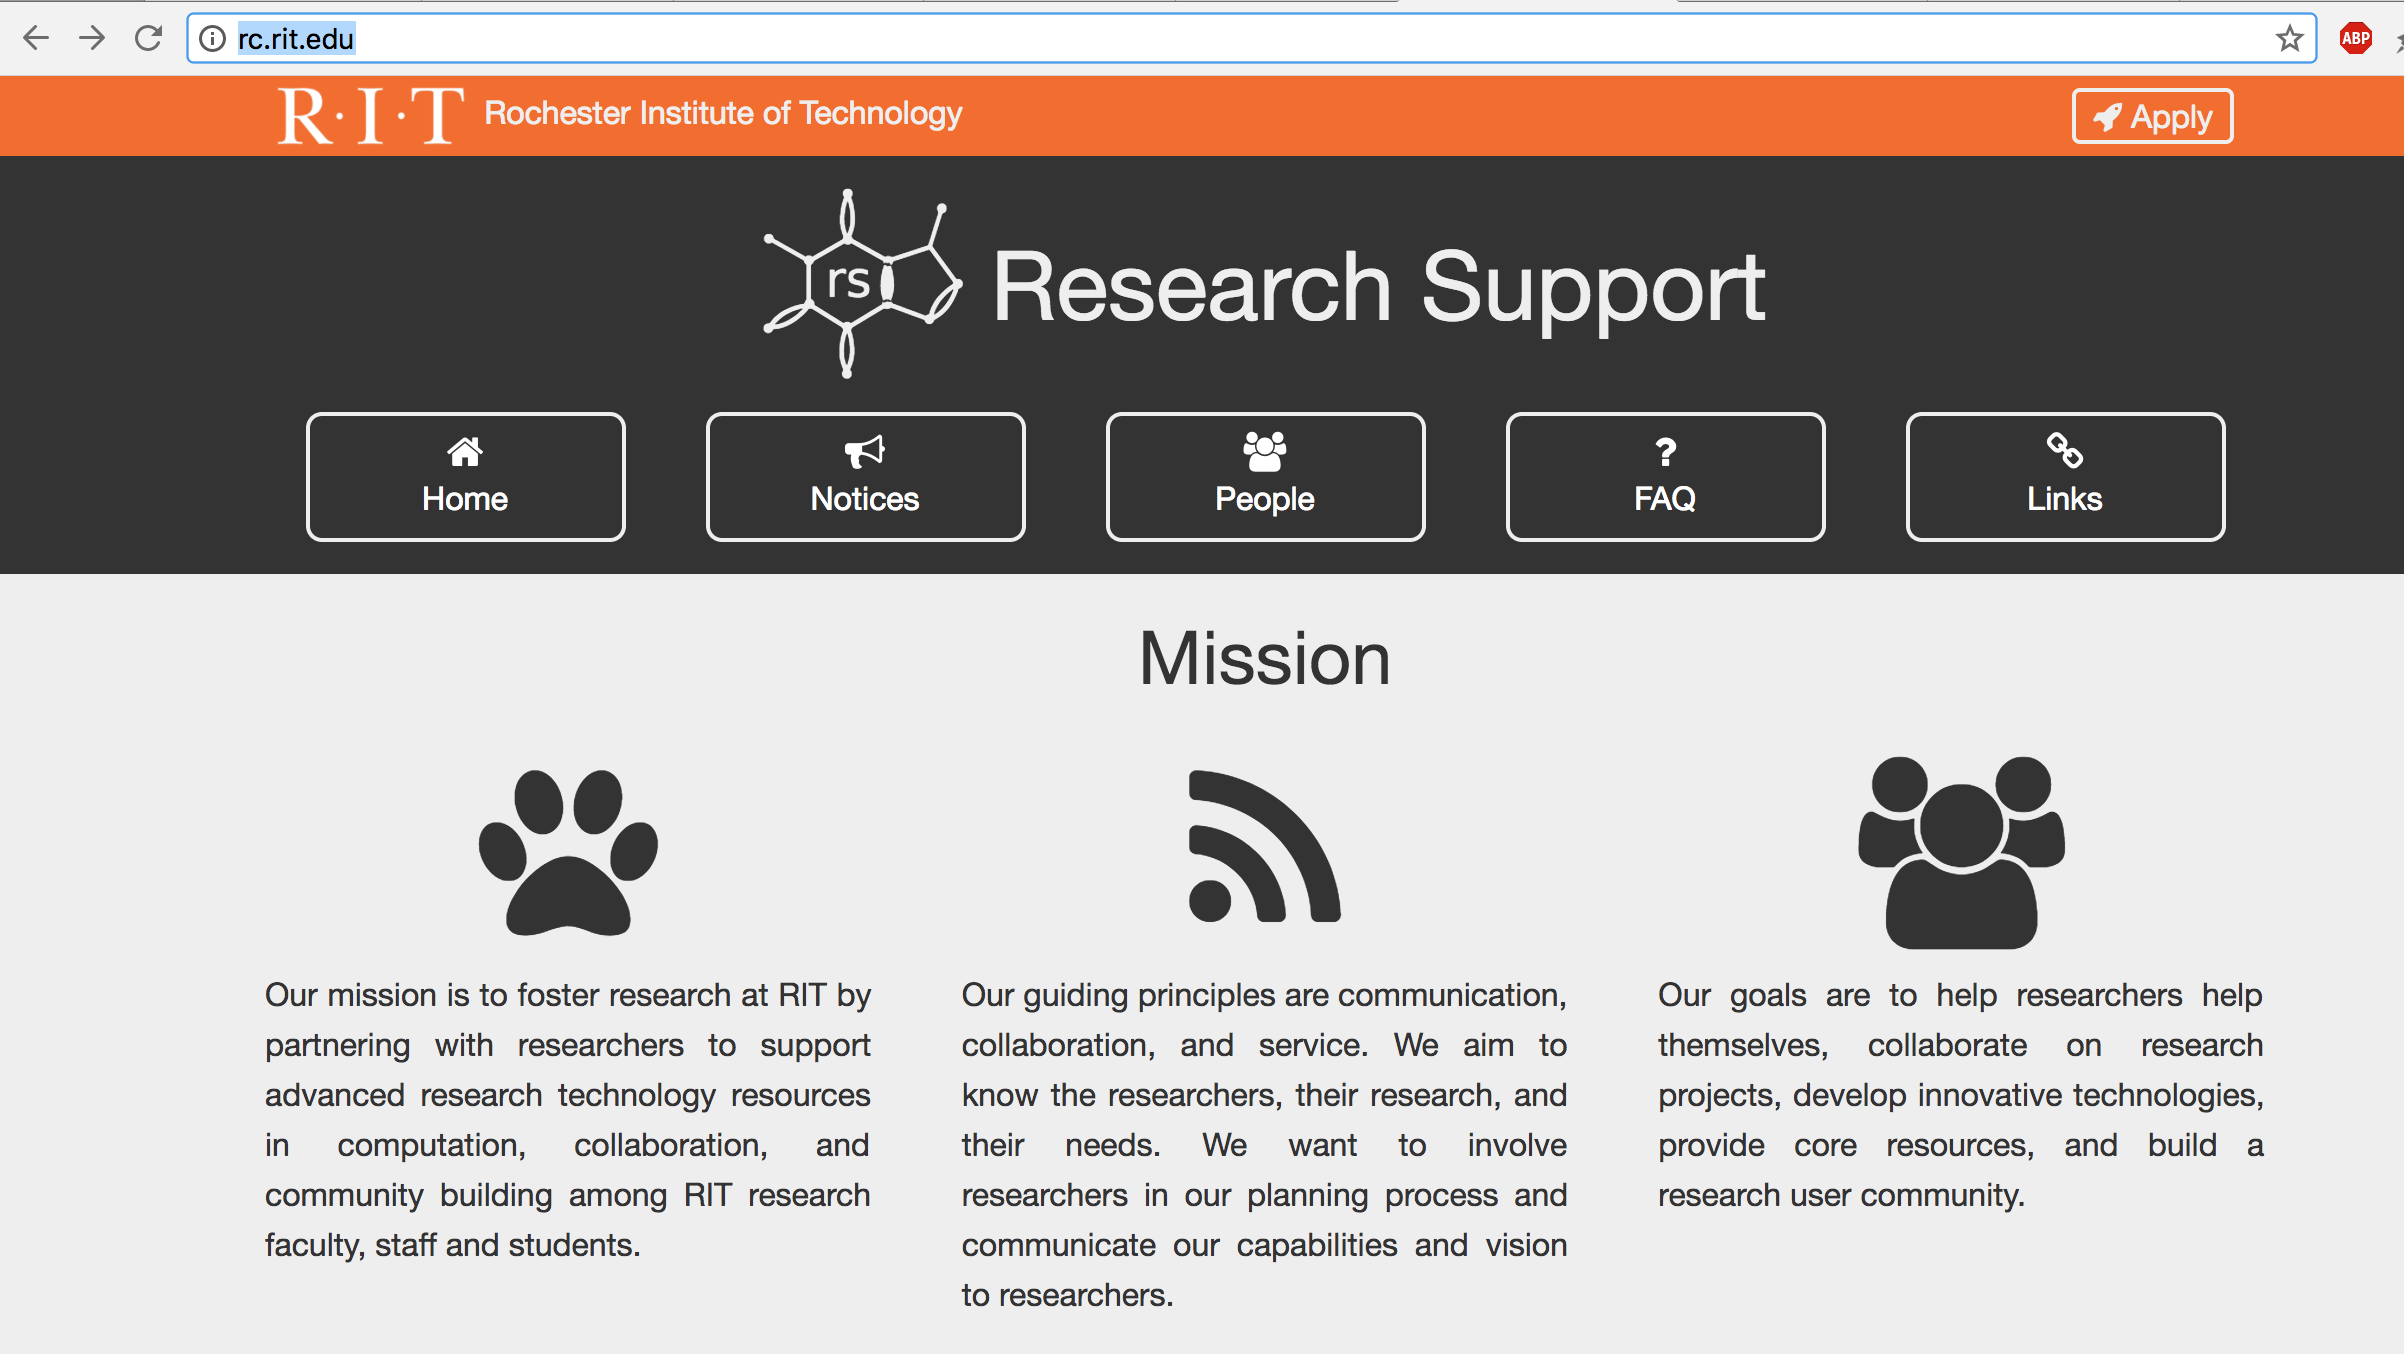 rc.rit.edu
ABP
R·I·T Rochester Institute of Technology
Apply
rs Research Support
Home
Notices
People
? FAQ
Links
Mission
Our mission is to foster research at RIT by
partnering with researchers to support
advanced research technology resources
in computation, collaboration, and
community building among RIT research
faculty, staff and students.
Our guiding principles are communication,
collaboration, and service. We aim to
know the researchers, their research, and
their needs. We want to involve
researchers in our planning process and
communicate our capabilities and vision
to researchers.
Our goals are to help researchers help
themselves, collaborate on research
projects, develop innovative technologies,
provide core resources, and build a
research user community.